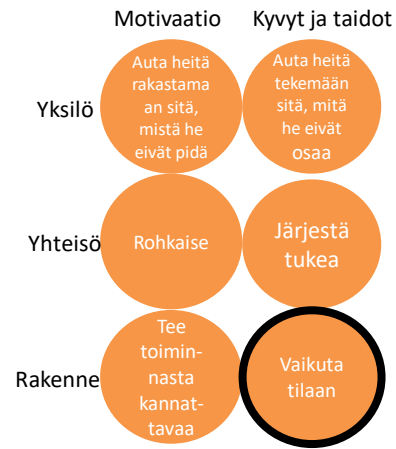 Motivaatio
Kyvyt ja taidot
Yksilö
Auta heitä
rakastama
an sitä,
mistä he
eivät pidä
Auta heitä
tekemään
sitä, mitä
he eivät
osaa
Yhteisö
Rohkaise
Järjestä
tukea
Rakenne
Tee
toimin-
nasta
kannat-
tavaa
Vaikuta
tilaan